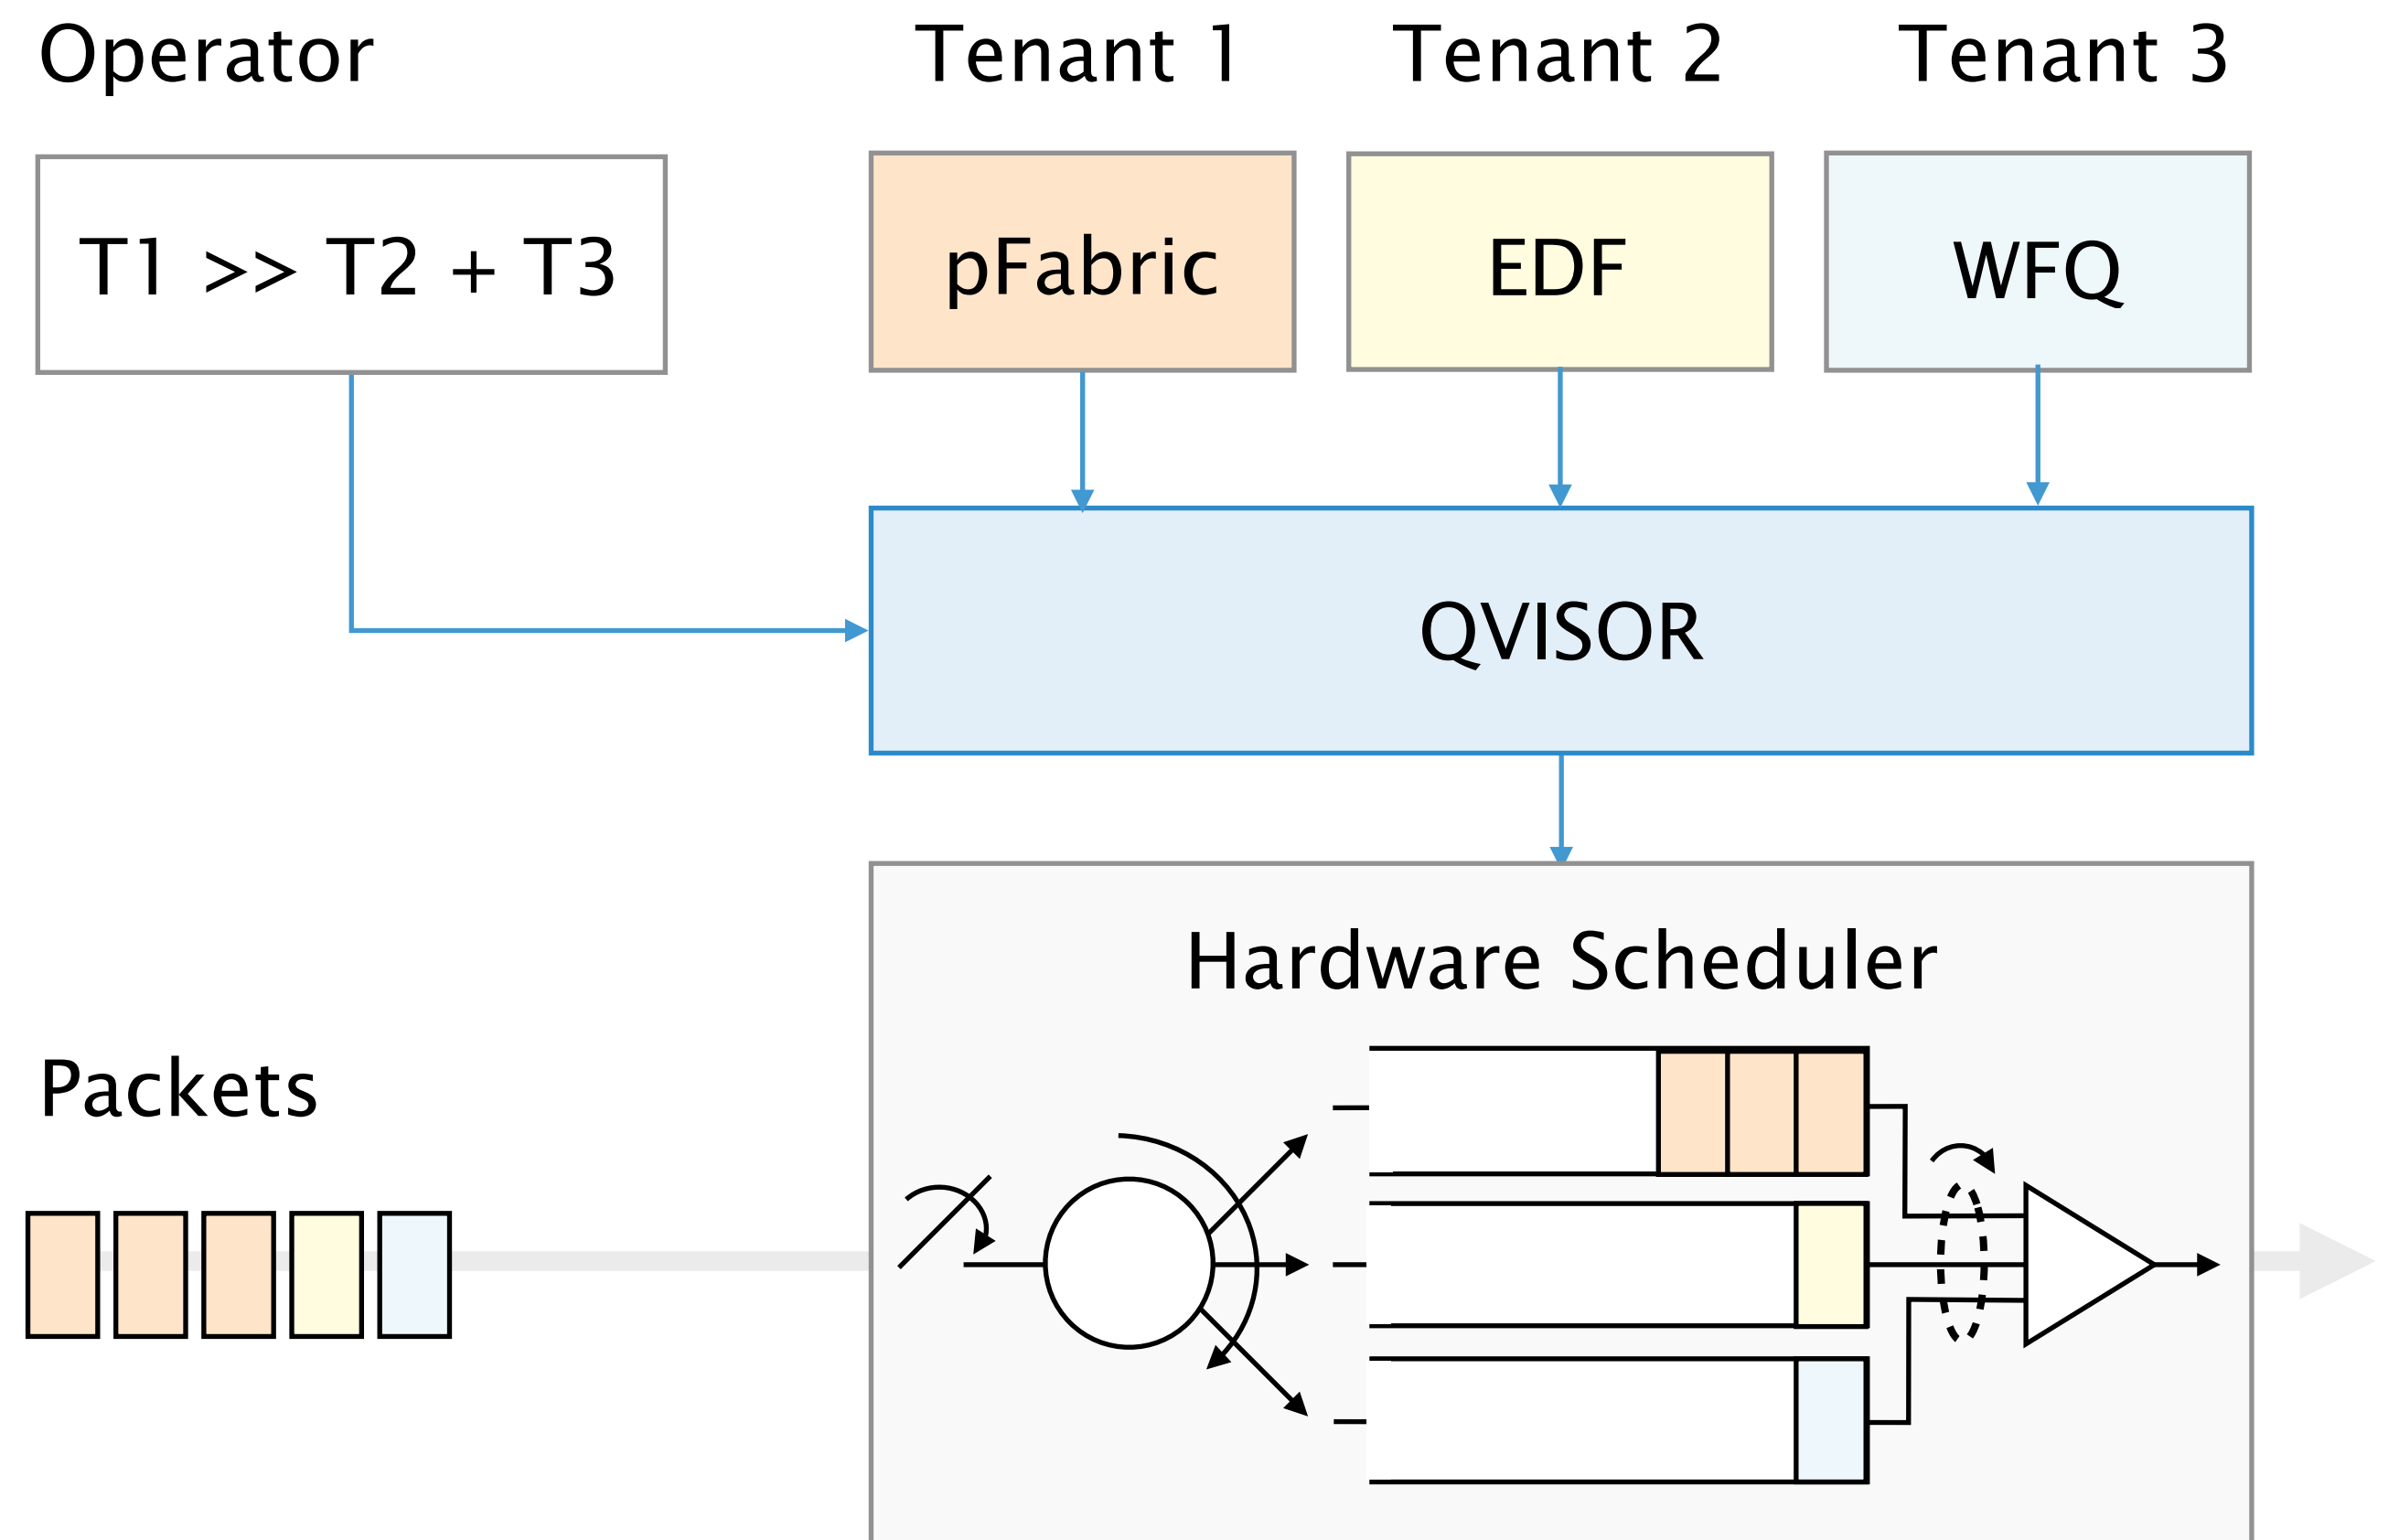 Operator
Tenant 1
Tenant 2
Tenant 3
T1 >> T2 + T3
pFabric
EDF
WFQ
QVISOR
Hardware Scheduler
Packets